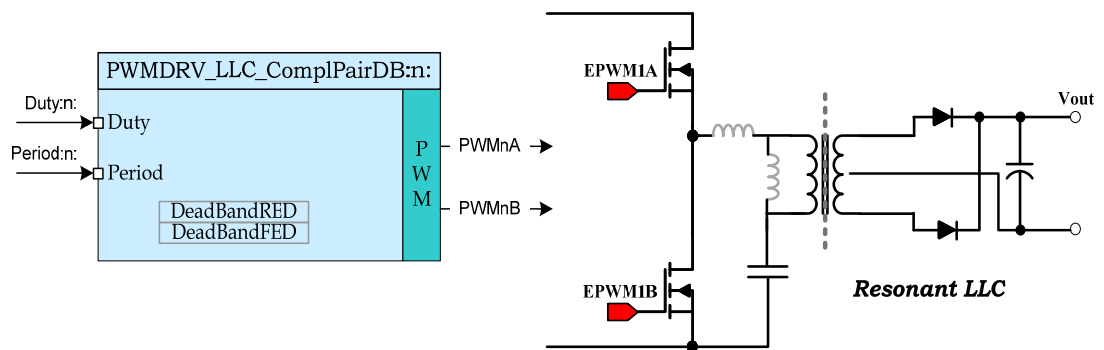 PWMDRV_LLC_ComplPairDB:n:
Duty:n:
Duty
Period:n:
Period
DeadBandRED
DeadBandFED
P
W
M
PWMnA
PWMnB
EPWM1A
EPWM1B
Vout
Resonant LLC